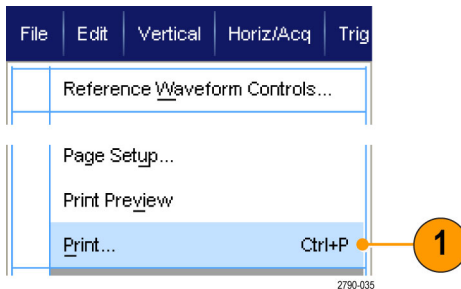 File Edit Vertical Horiz/Acq Trig
Reference Waveform Controls...
Page Setup...
Print Preview
Print... Ctrl+P
1
2790-035